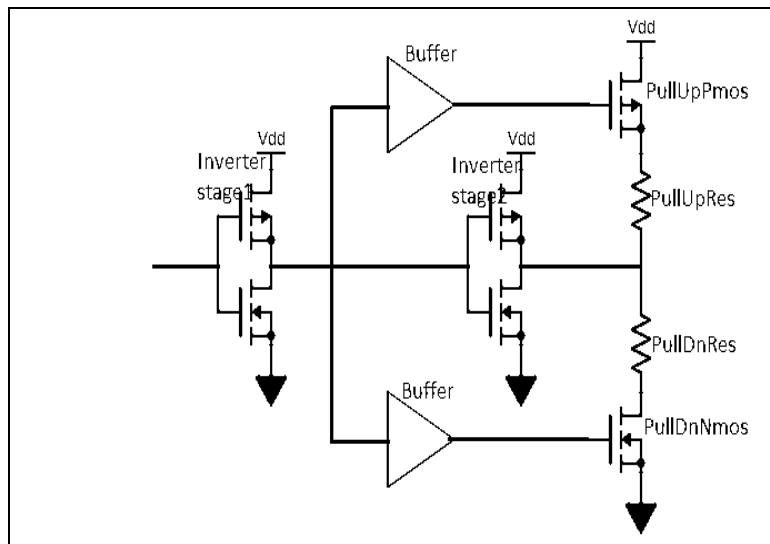 Vdd
Buffer
PullUpPmos
Vdd
Inverter
stage1
Vdd
Inverter
stage2
PullUpRes
PullDnRes
Buffer
PullDnNmos